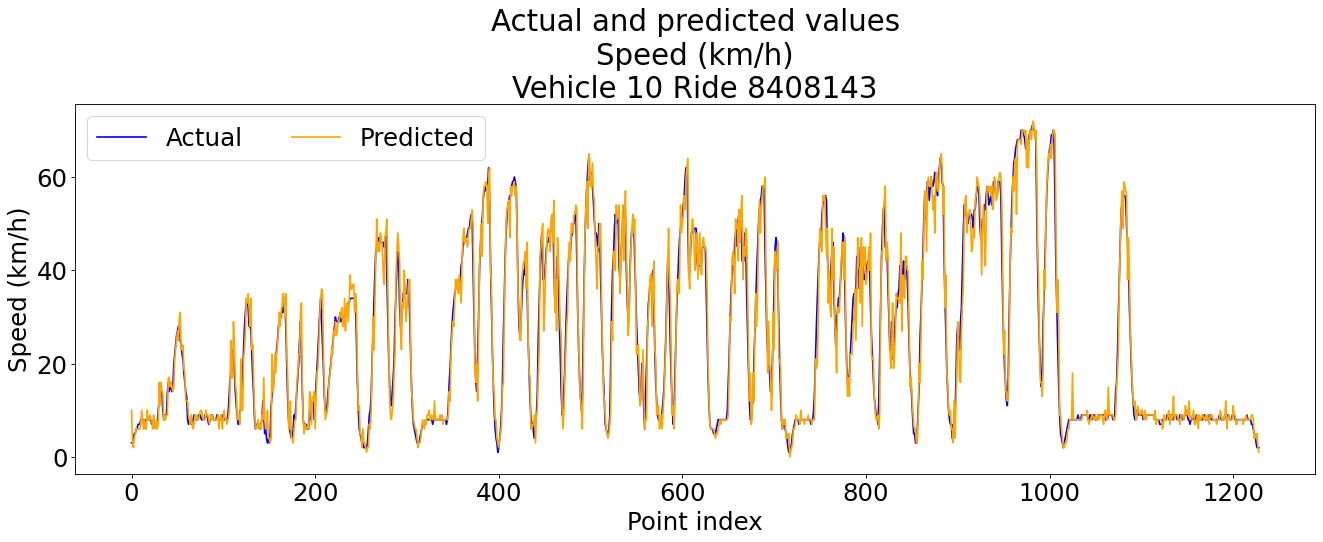 Actual and predicted values
Speed (km/h)
Vehicle 10 Ride 8408143
Actual
Predicted
Speed (km/h)
60
40
20
0
0 200 400 600 800 1000 1200
Point index